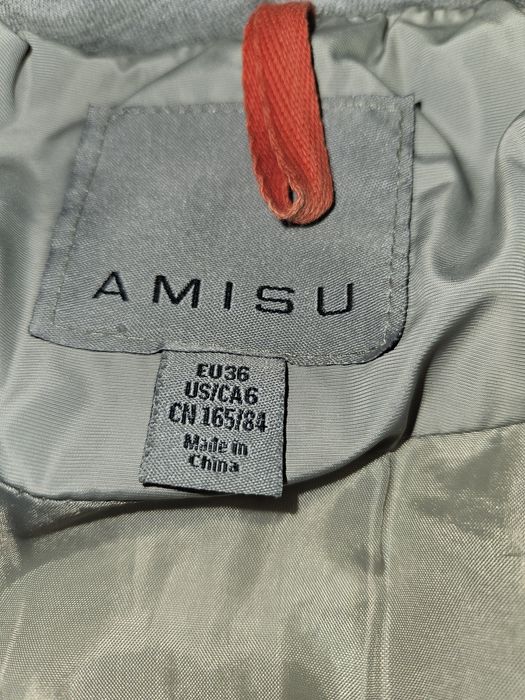 AMISU
EU36
US/CA6
CN 165/84
Made in
China